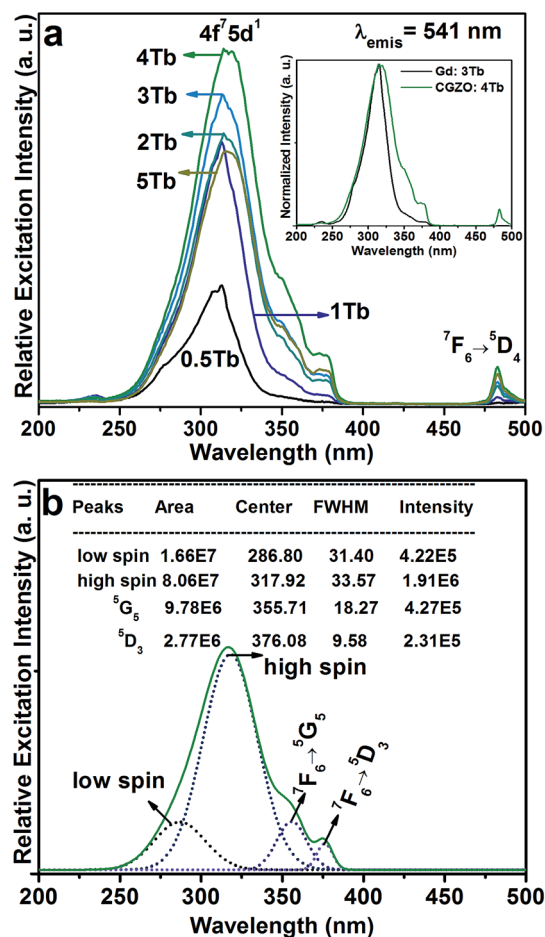 a
4f⁷5d¹
λemis = 541 nm
4Tb
3Tb
2Tb
5Tb
1Tb
0.5Tb
⁷F₆→⁵D₄
Relative Excitation Intensity (a. u.)
200 250 300 350 400 450 500
Wavelength (nm)
Gd: 3Tb
CGZO: 4Tb
Normalized Intensity (a. u.)
200 250 300 350 400 450 500
Wavelength (nm)
b
Peaks Area Center FWHM Intensity
low spin 1.66E7 286.80 31.40 4.22E5
high spin 8.06E7 317.92 33.57 1.91E6
⁵G₅ 9.78E6 355.71 18.27 4.27E5
⁵D₃ 2.77E6 376.08 9.58 2.31E5
high spin
low spin
⁷F₆→⁵G₅
⁷F₆→⁵D₃
Relative Excitation Intensity (a. u.)
200 250 300 350 400 450 500
Wavelength (nm)